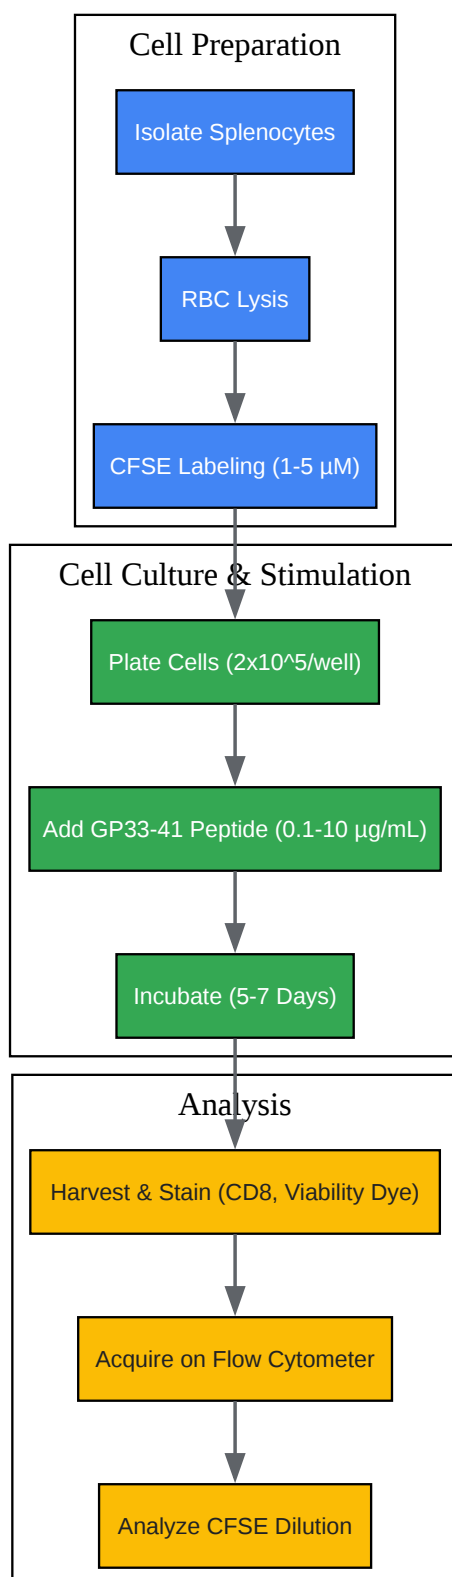 Cell Preparation
Isolate Splenocytes
RBC Lysis
CFSE Labeling (1-5 µM)
Cell Culture & Stimulation
Plate Cells (2x10^5/well)
Add GP33-41 Peptide (0.1-10 µg/mL)
Incubate (5-7 Days)
Analysis
Harvest & Stain (CD8, Viability Dye)
Acquire on Flow Cytometer
Analyze CFSE Dilution